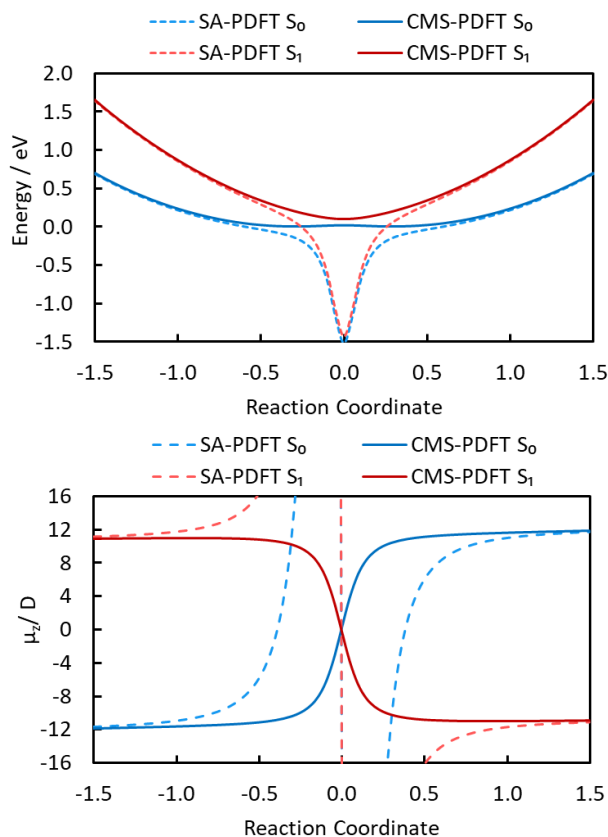 SA-PDFT S₀ CMS-PDFT S₀
SA-PDFT S₁ CMS-PDFT S₁
2.0
1.5
1.0
0.5
0.0
-0.5
-1.0
-1.5
Energy / eV
-1.5 -1.0 -0.5 0.0 0.5 1.0 1.5
Reaction Coordinate
SA-PDFT S₀ CMS-PDFT S₀
SA-PDFT S₁ CMS-PDFT S₁
16
12
8
4
0
-4
-8
-12
-16
μz/ D
-1.5 -1.0 -0.5 0.0 0.5 1.0 1.5
Reaction Coordinate